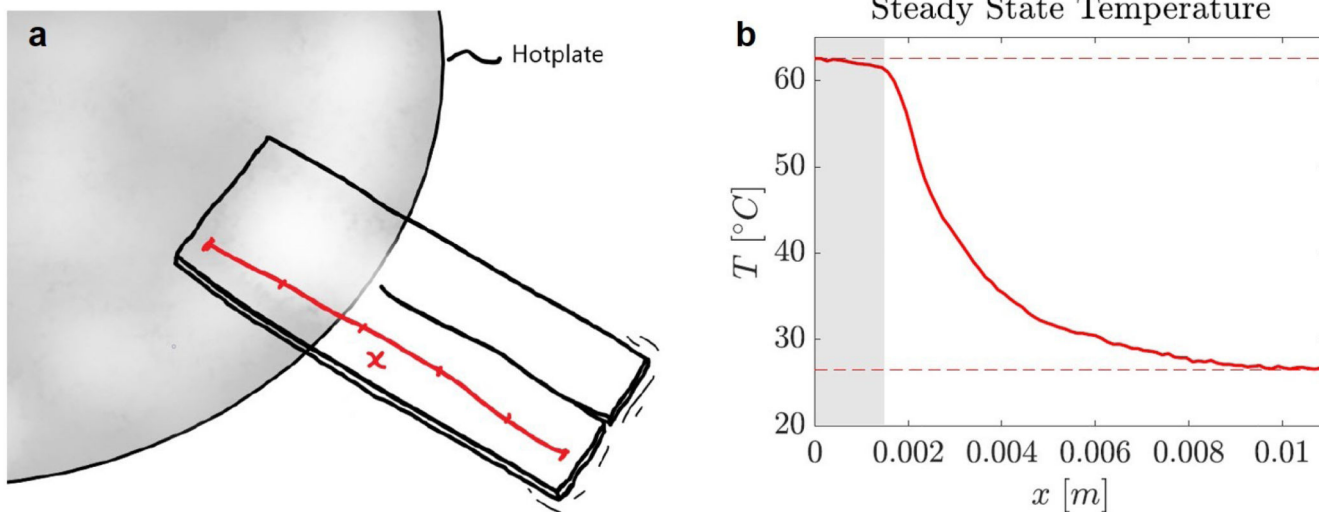 a
Hotplate
x
b
Steady State Temperature
60
50
40
30
20
T [°C]
0
0.002
0.004
0.006
0.008
0.01
x [m]